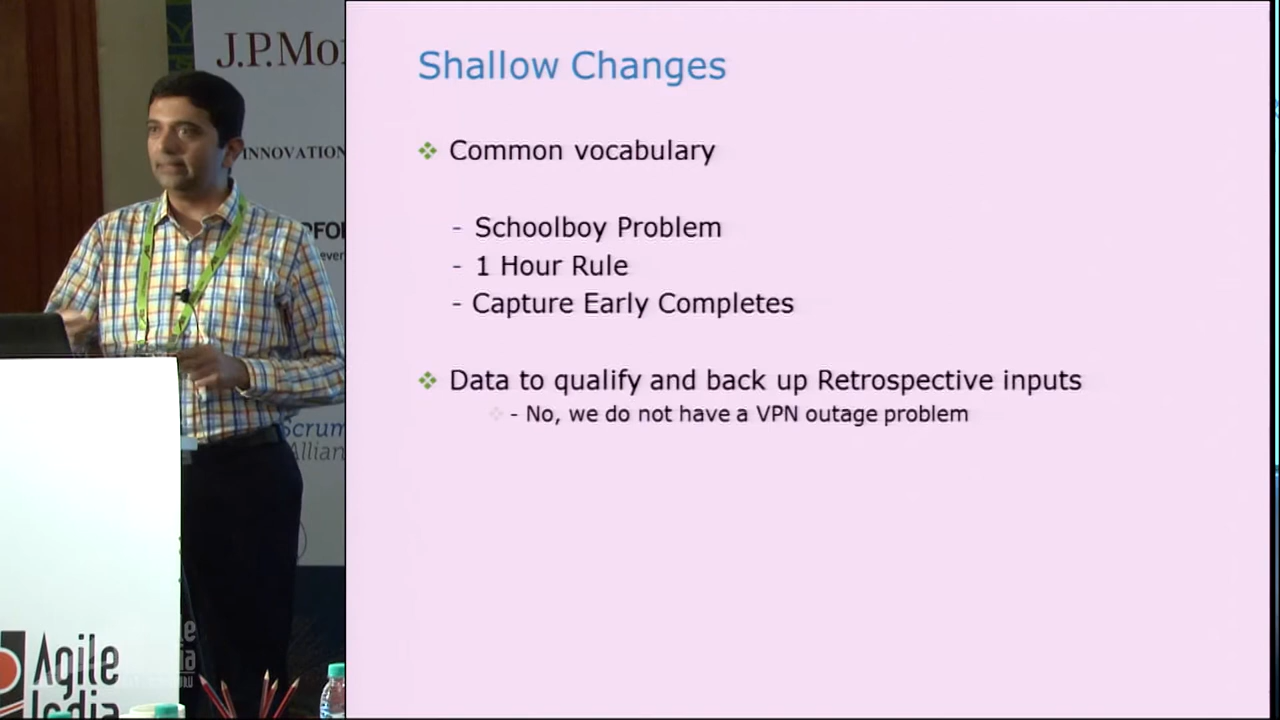 J.P.Mo
INNOVATION
Scrum
Allian
Agile
India
Shallow Changes
Common vocabulary
- Schoolboy Problem
- 1 Hour Rule
- Capture Early Completes
Data to qualify and back up Retrospective inputs
- No, we do not have a VPN outage problem